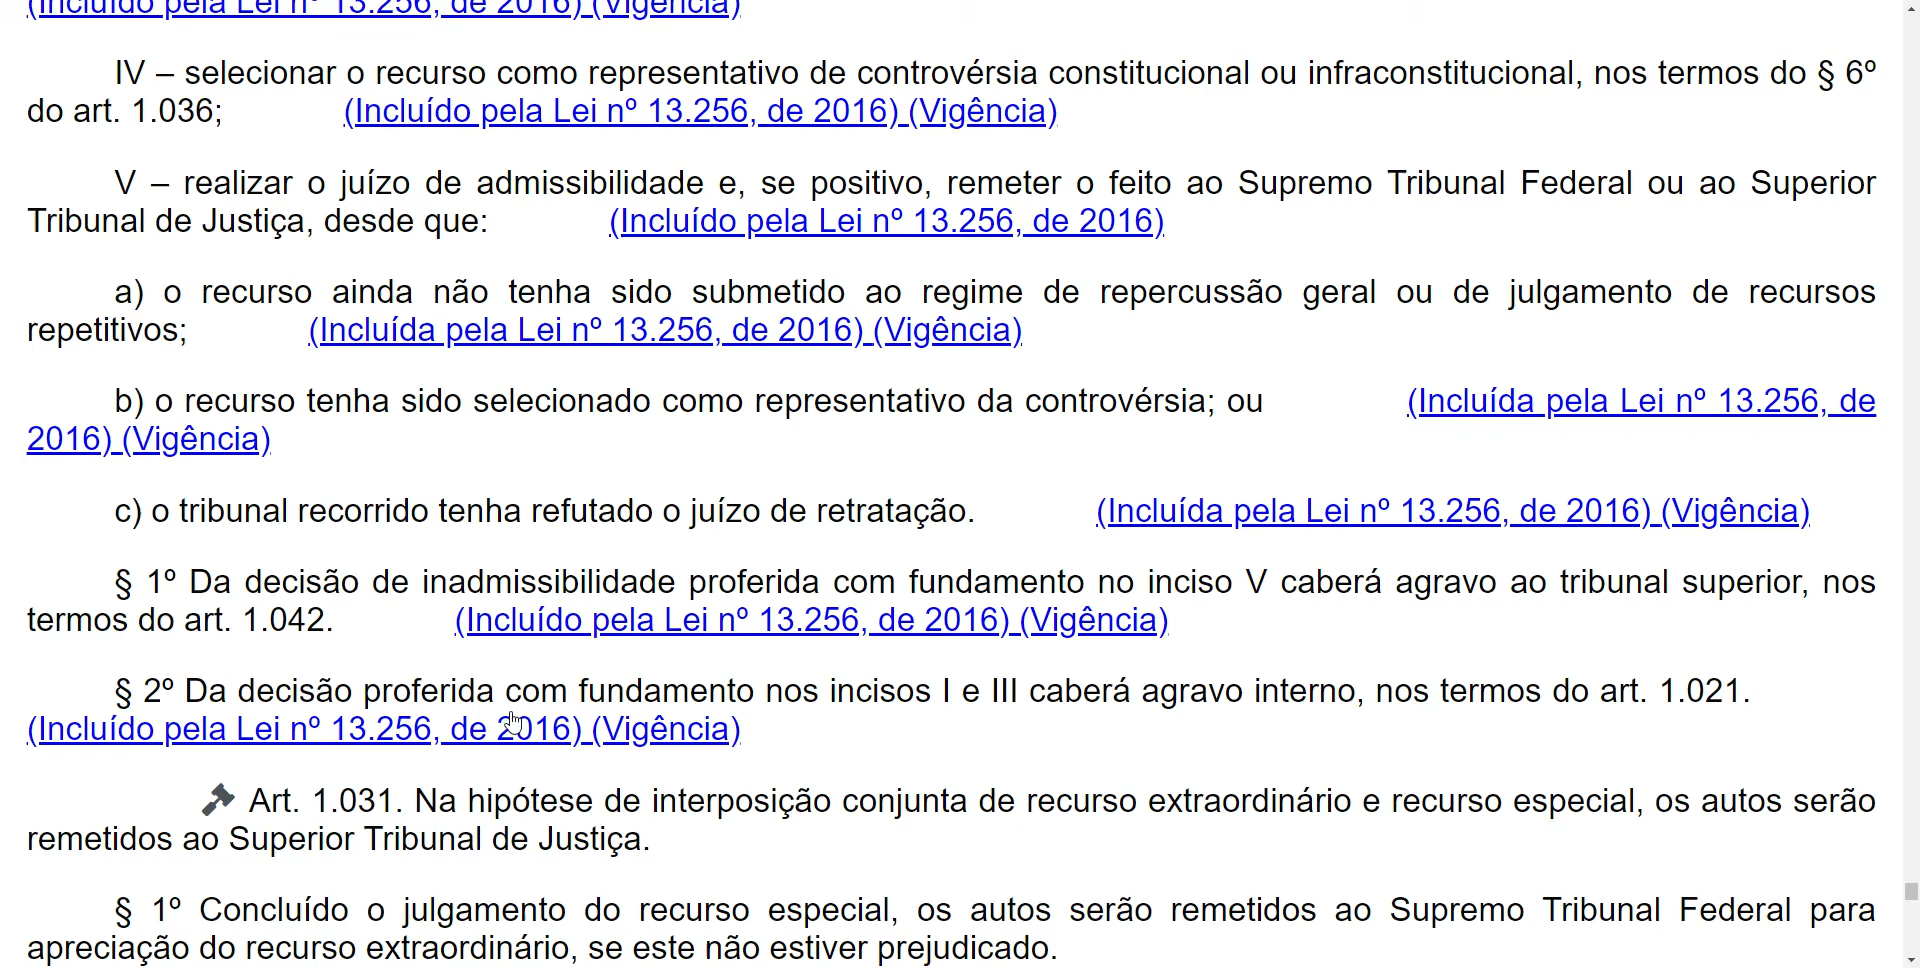 (Incluído pela Lei nº 13.256, de 2016) (Vigência)
IV – selecionar o recurso como representativo de controvérsia constitucional ou infraconstitucional, nos termos do § 6º
do art. 1.036; (Incluído pela Lei nº 13.256, de 2016) (Vigência)
V – realizar o juízo de admissibilidade e, se positivo, remeter o feito ao Supremo Tribunal Federal ou ao Superior
Tribunal de Justiça, desde que: (Incluído pela Lei nº 13.256, de 2016)
a) o recurso ainda não tenha sido submetido ao regime de repercussão geral ou de julgamento de recursos
repetitivos; (Incluída pela Lei nº 13.256, de 2016) (Vigência)
b) o recurso tenha sido selecionado como representativo da controvérsia; ou (Incluída pela Lei nº 13.256, de
2016) (Vigência)
c) o tribunal recorrido tenha refutado o juízo de retratação. (Incluída pela Lei nº 13.256, de 2016) (Vigência)
§ 1º Da decisão de inadmissibilidade proferida com fundamento no inciso V caberá agravo ao tribunal superior, nos
termos do art. 1.042. (Incluído pela Lei nº 13.256, de 2016) (Vigência)
§ 2º Da decisão proferida com fundamento nos incisos I e III caberá agravo interno, nos termos do art. 1.021.
(Incluído pela Lei nº 13.256, de 2016) (Vigência)
Art. 1.031. Na hipótese de interposição conjunta de recurso extraordinário e recurso especial, os autos serão
remetidos ao Superior Tribunal de Justiça.
§ 1º Concluído o julgamento do recurso especial, os autos serão remetidos ao Supremo Tribunal Federal para
apreciação do recurso extraordinário, se este não estiver prejudicado.